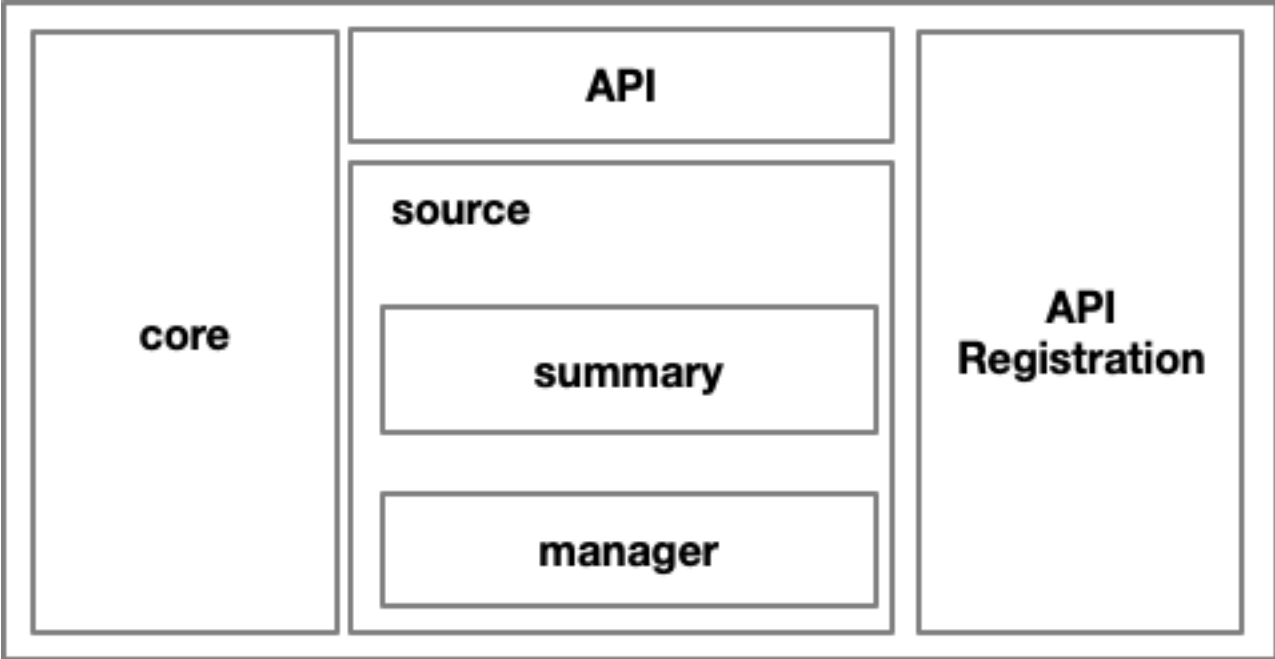 core
API
source
summary
manager
API
Registration